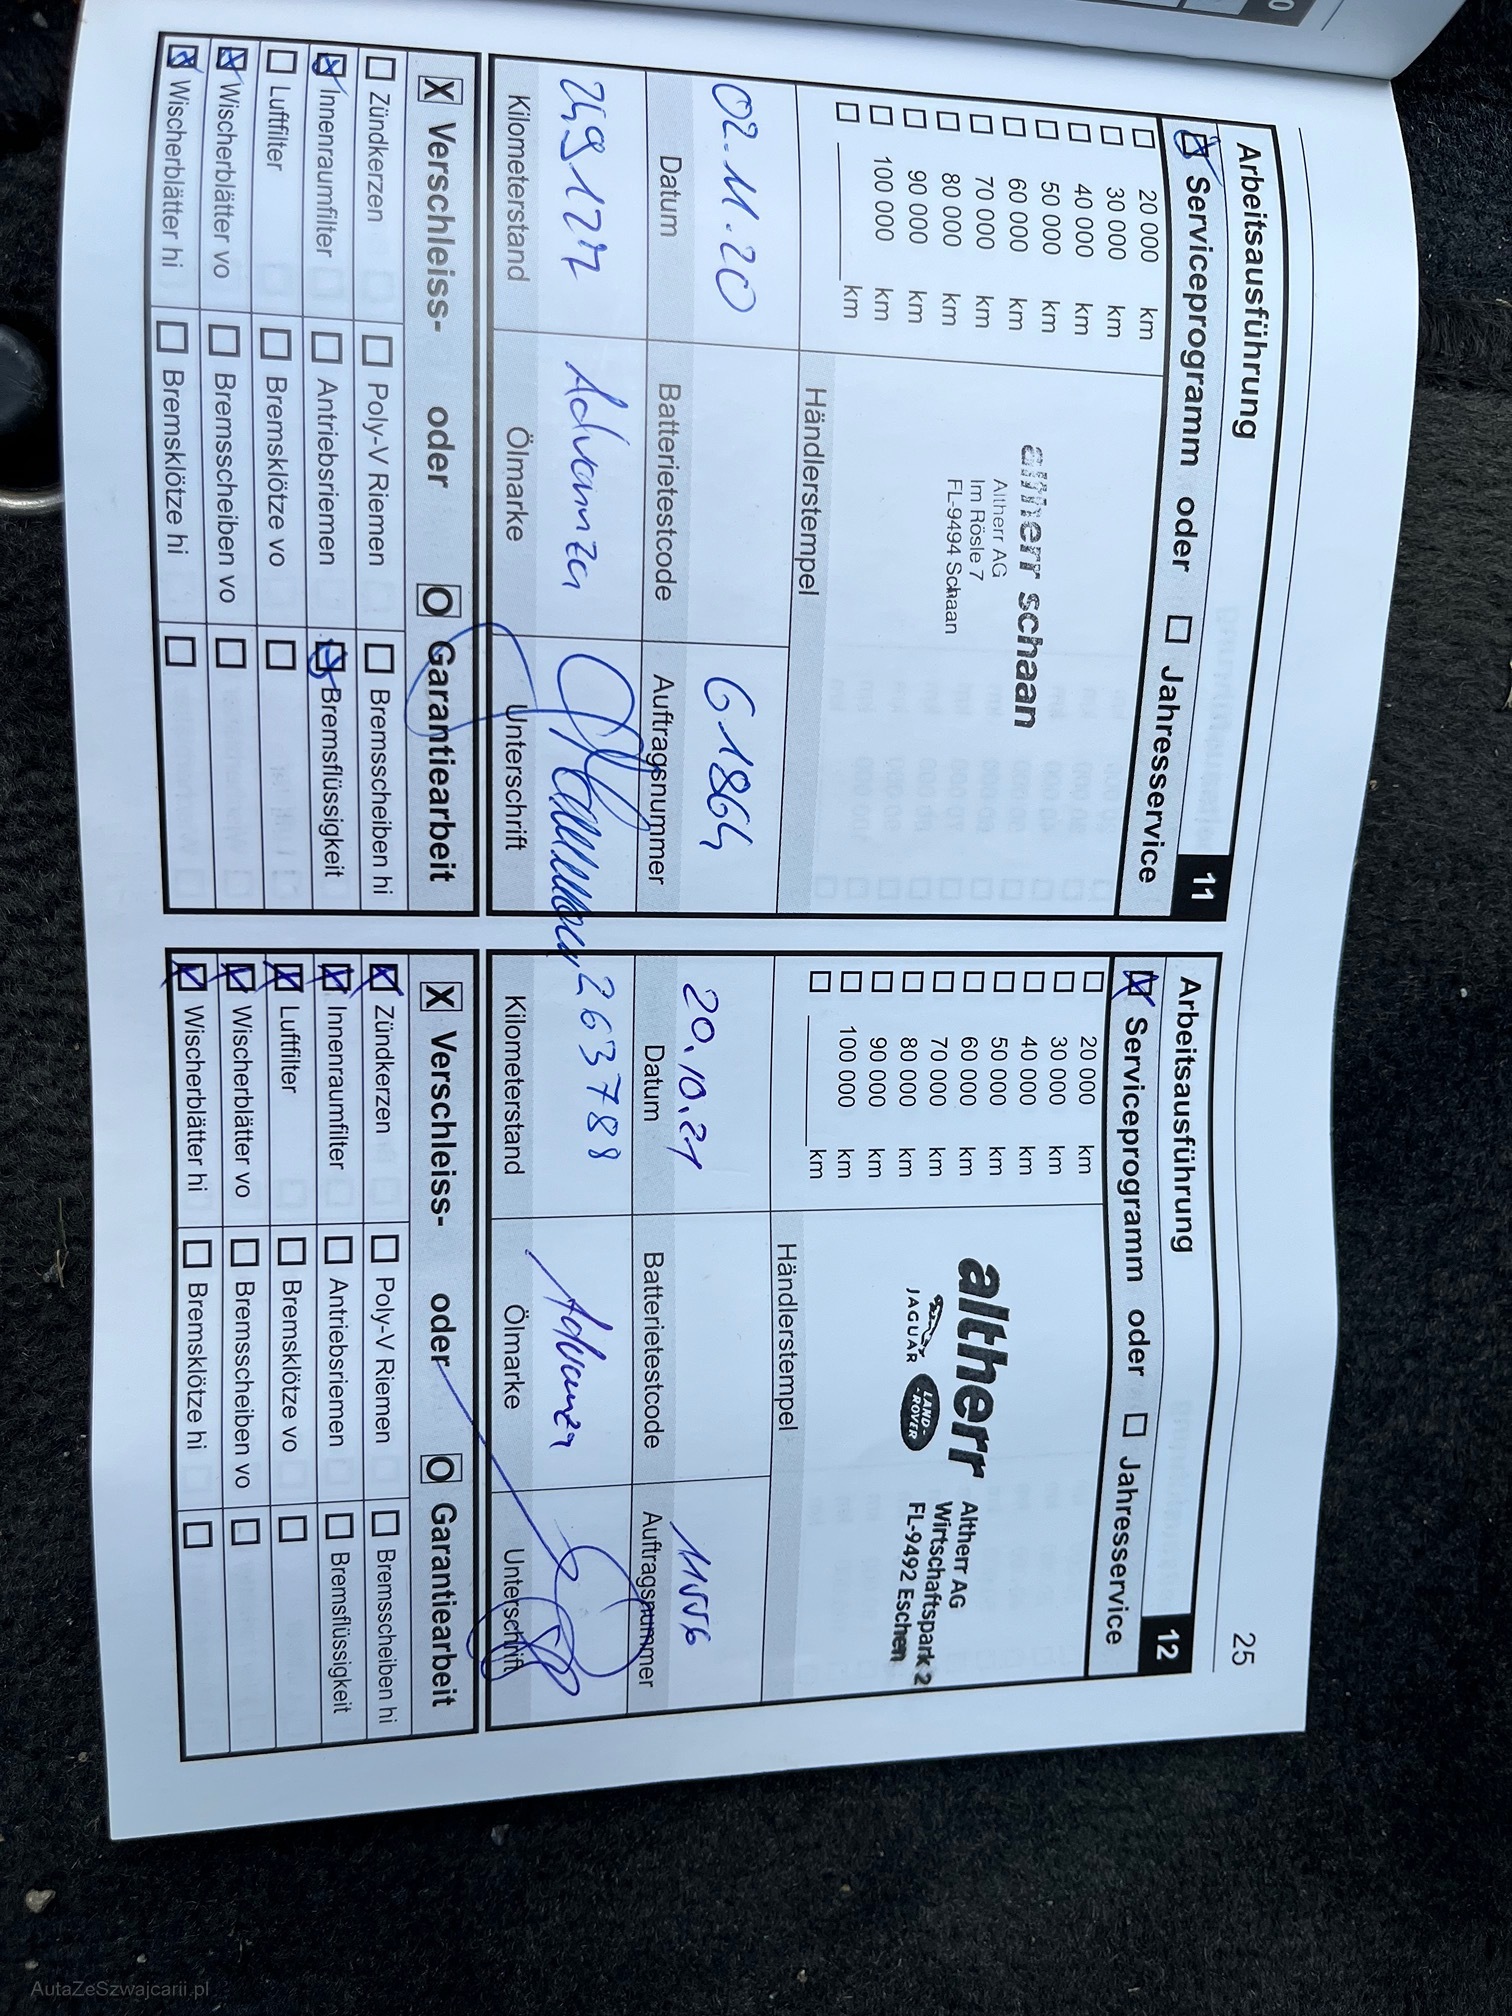 25
Arbeitsausführung
11
Serviceprogramm oder Jahresservice
20 000 km
30 000 km
40 000 km
50 000 km
60 000 km
70 000 km
80 000 km
90 000 km
100 000 km
km
altherr schaan
Altherr AG
Im Rösle 7
FL-9494 Schaan
Händlerstempel
02.11.20
61864
Datum
Batterietestcode
Auftragsnummer
Advanza
Kilometerstand
Ölmarke
Unterschrift
X Verschleiss- oder O Garantiearbeit
Zündkerzen
Poly-V Riemen
Bremsscheiben hi
Innenraumfilter
Antriebsriemen
Bremsflüssigkeit
Luftfilter
Bremsklötze vo
Wischerblätter vo
Bremsscheiben vo
Wischerblätter hi
Bremsklötze hi
Arbeitsausführung
12
Serviceprogramm oder Jahresservice
20 000 km
30 000 km
40 000 km
50 000 km
60 000 km
70 000 km
80 000 km
90 000 km
100 000 km
km
altherr
JAGUAR
LAND-
-ROVER
Altherr AG
Wirtschaftspark 2
FL-9492 Eschen
Händlerstempel
20.10.21
11556
Datum
Batterietestcode
Auftragsnummer
263788
Advanza
Kilometerstand
Ölmarke
Unterschrift
X Verschleiss- oder O Garantiearbeit
Zündkerzen
Poly-V Riemen
Bremsscheiben hi
Innenraumfilter
Antriebsriemen
Bremsflüssigkeit
Luftfilter
Bremsklötze vo
Wischerblätter vo
Bremsscheiben vo
Wischerblätter hi
Bremsklötze hi
AutaZeSzwajcarii.pl